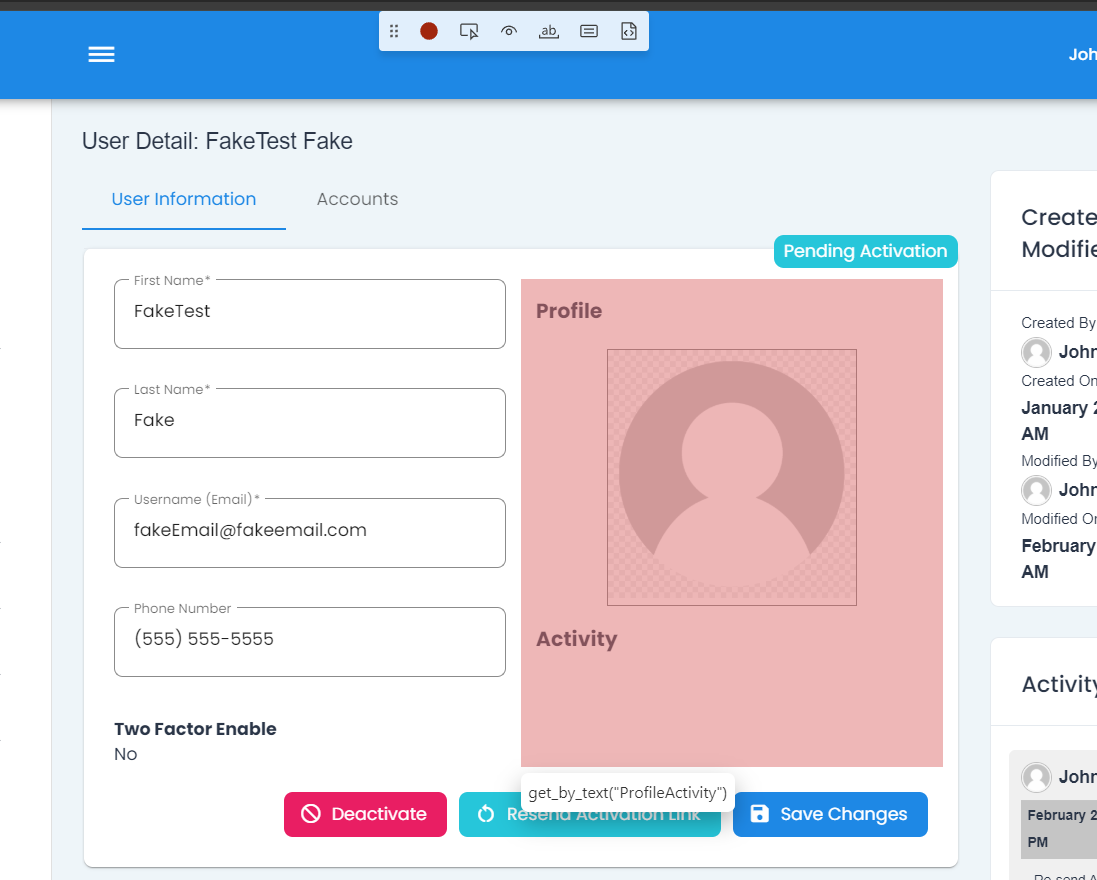 ab
Joh
User Detail: FakeTest Fake
User Information
Accounts
Pending Activation
First Name*
FakeTest
Last Name*
Fake
Username (Email)*
fakeEmail@fakeemail.com
Phone Number
(555) 555-5555
Two Factor Enable
No
Profile
Activity
get_by_text("ProfileActivity")
Deactivate
Resend Activation Link
Save Changes
Create
Modifie
Created By
John
Created On
January 2
AM
Modified By
John
Modified On
February
AM
Activity
John
February 2
PM
Re-send A